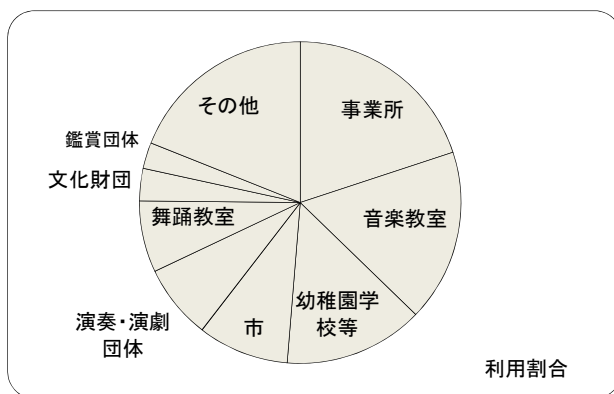 その他
事業所
鑑賞団体
文化財団
舞踊教室
音楽教室
幼稚園学
校等
演奏・演劇
団体
市
利用割合